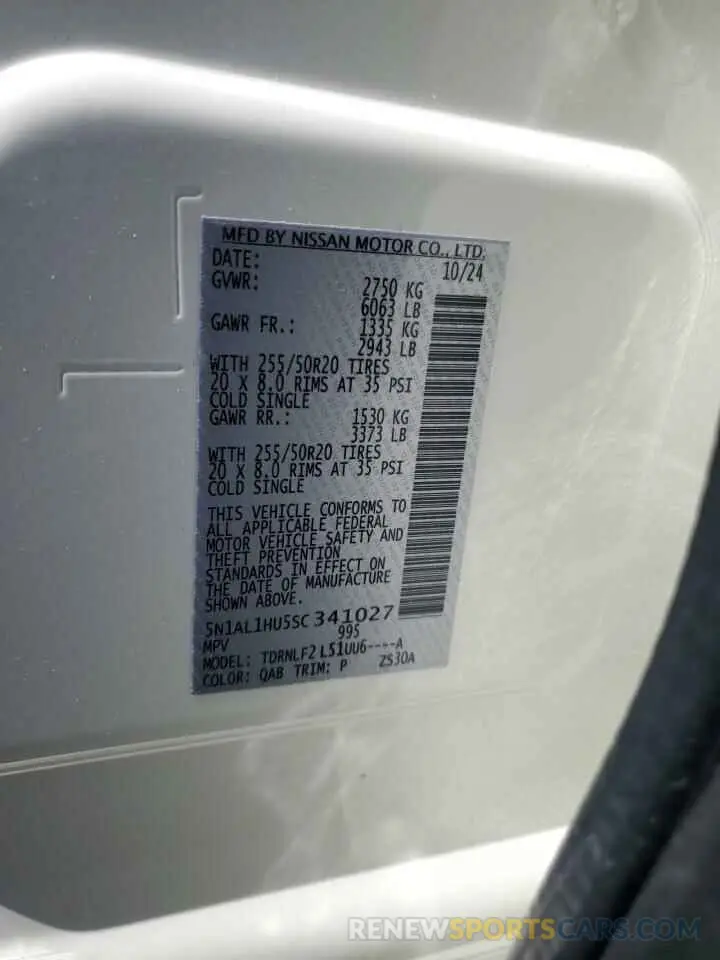 MFD BY NISSAN MOTOR CO., LTD.
DATE: 10/24
GVWR: 2750 KG
6063 LB
GAWR FR.: 1335 KG
2943 LB
WITH 255/50R20 TIRES
20 X 8.0 RIMS AT 35 PSI
COLD SINGLE
GAWR RR.: 1530 KG
3373 LB
WITH 255/50R20 TIRES
20 X 8.0 RIMS AT 35 PSI
COLD SINGLE
THIS VEHICLE CONFORMS TO
ALL APPLICABLE FEDERAL
MOTOR VEHICLE SAFETY AND
THEFT PREVENTION
STANDARDS IN EFFECT ON
THE DATE OF MANUFACTURE
SHOWN ABOVE.
5N1AL1HU5SC341027
MPV 995
MODEL: TDRNLF2 L51UU6----A
COLOR: QAB TRIM: P ZS30A
RENEWSPORTSCARS.COM